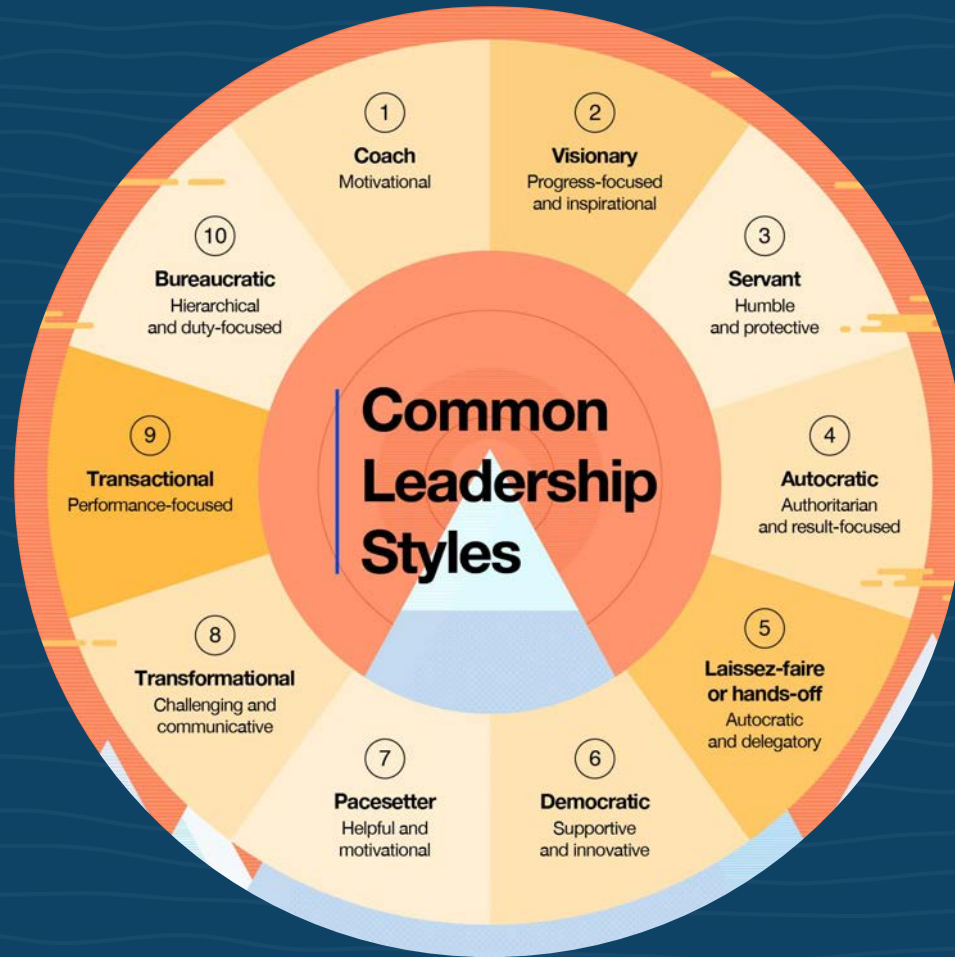 Common
Leadership
Styles
1
Coach
Motivational
2
Visionary
Progress-focused
and inspirational
3
Servant
Humble
and protective
4
Autocratic
Authoritarian
and result-focused
5
Laissez-faire
or hands-off
Autocratic
and delegatory
6
Democratic
Supportive
and innovative
7
Pacesetter
Helpful and
motivational
8
Transformational
Challenging and
communicative
9
Transactional
Performance-focused
10
Bureaucratic
Hierarchical
and duty-focused